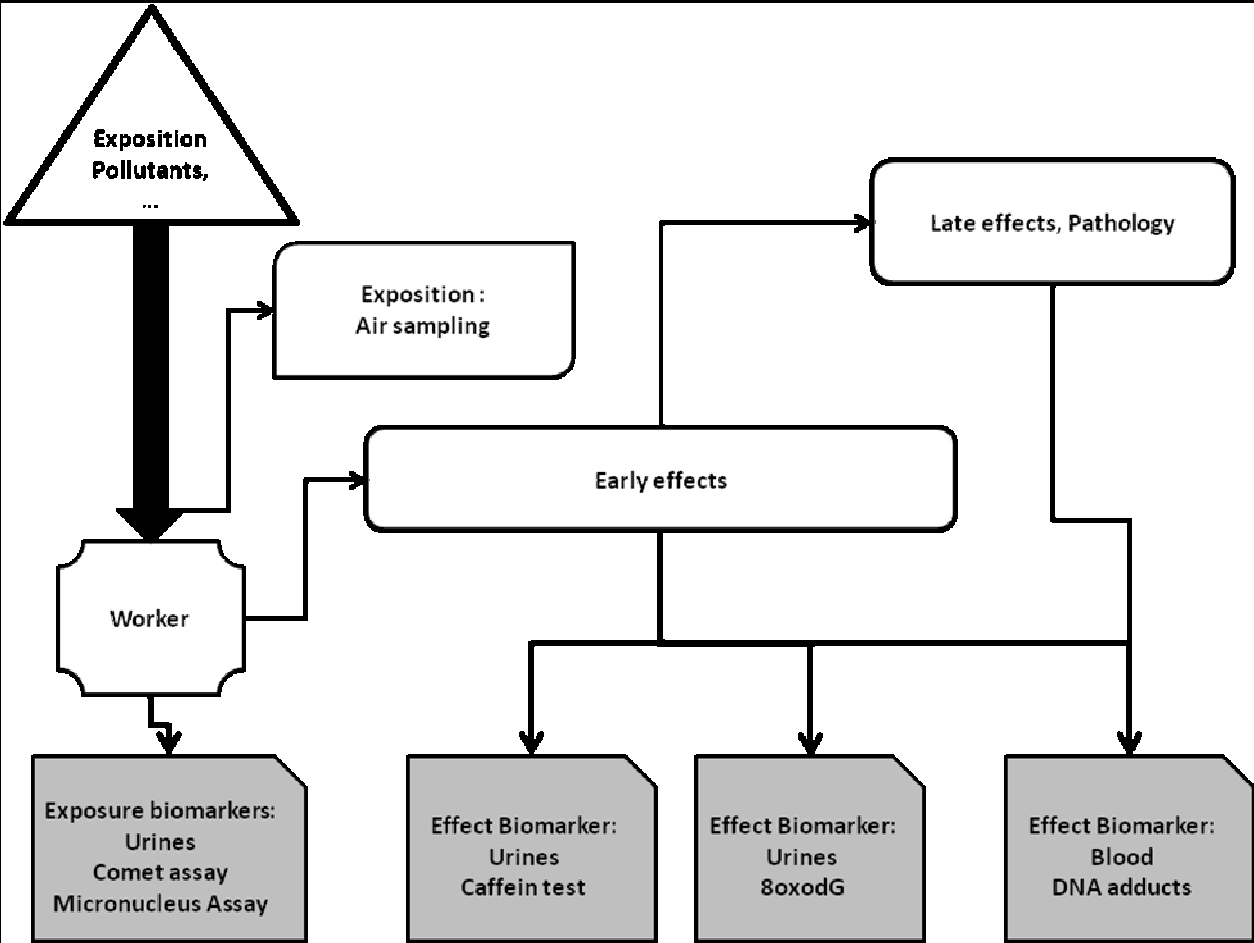 Exposition
Pollutants,
...
Late effects, Pathology
Exposition :
Air sampling
Early effects
Worker
Exposure biomarkers:
Urines
Comet assay
Micronucleus Assay
Effect Biomarker:
Urines
Caffein test
Effect Biomarker:
Urines
8oxodG
Effect Biomarker:
Blood
DNA adducts